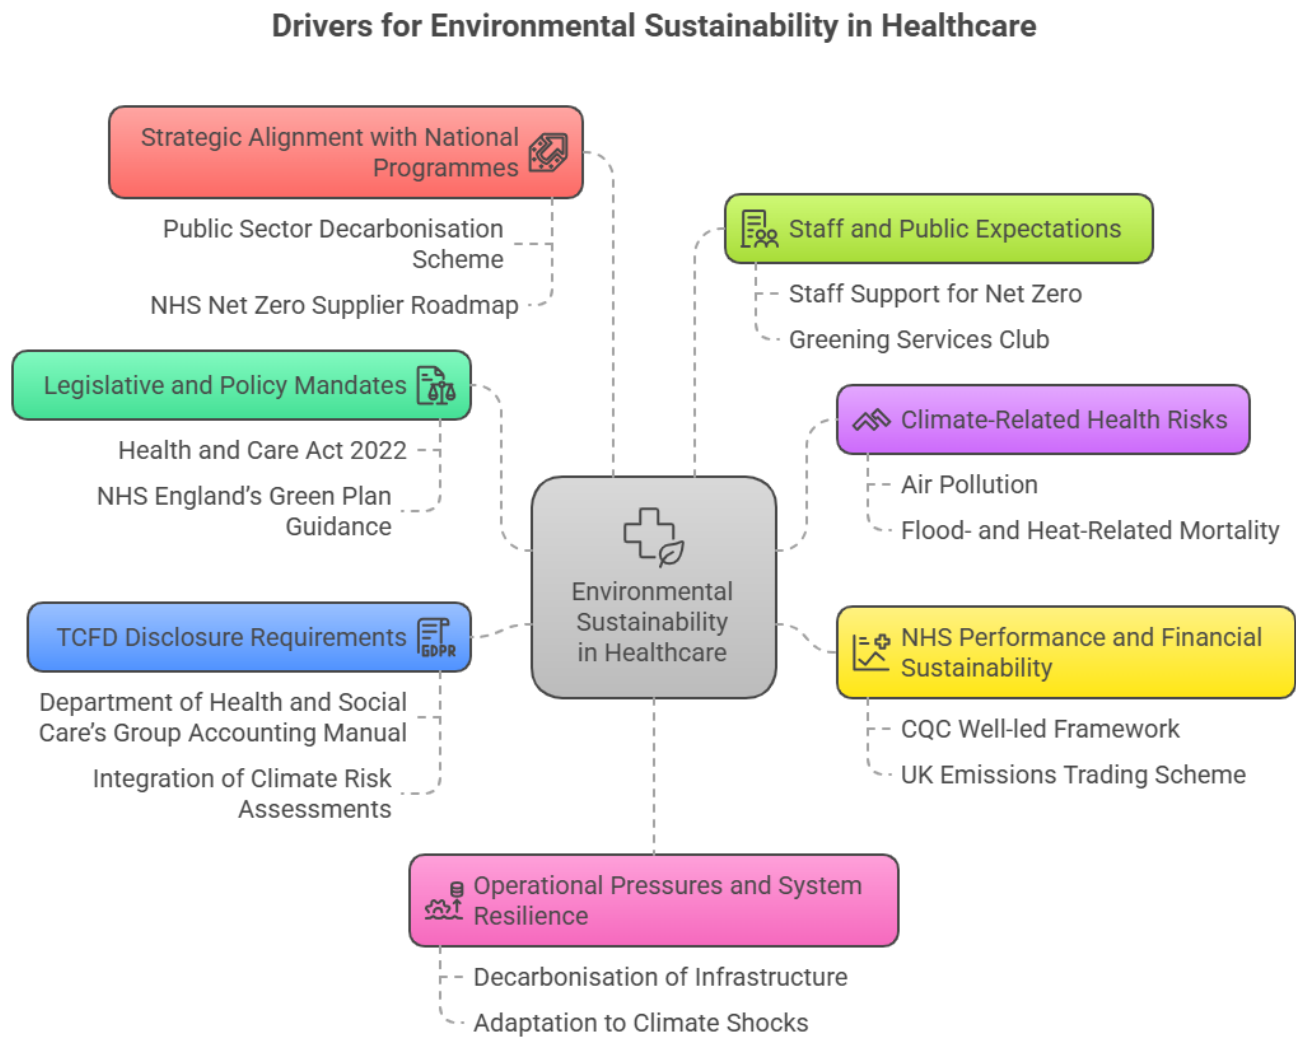 Drivers for Environmental Sustainability in Healthcare
Strategic Alignment with National
Programmes
Public Sector Decarbonisation
Scheme
NHS Net Zero Supplier Roadmap
Staff and Public Expectations
Staff Support for Net Zero
Greening Services Club
Legislative and Policy Mandates
Health and Care Act 2022
NHS England’s Green Plan
Guidance
Climate-Related Health Risks
Air Pollution
Flood- and Heat-Related Mortality
Environmental
Sustainability
in Healthcare
TCFD Disclosure Requirements
GDPR
Department of Health and Social
Care’s Group Accounting Manual
Integration of Climate Risk
Assessments
NHS Performance and Financial
Sustainability
CQC Well-led Framework
UK Emissions Trading Scheme
Operational Pressures and System
Resilience
Decarbonisation of Infrastructure
Adaptation to Climate Shocks